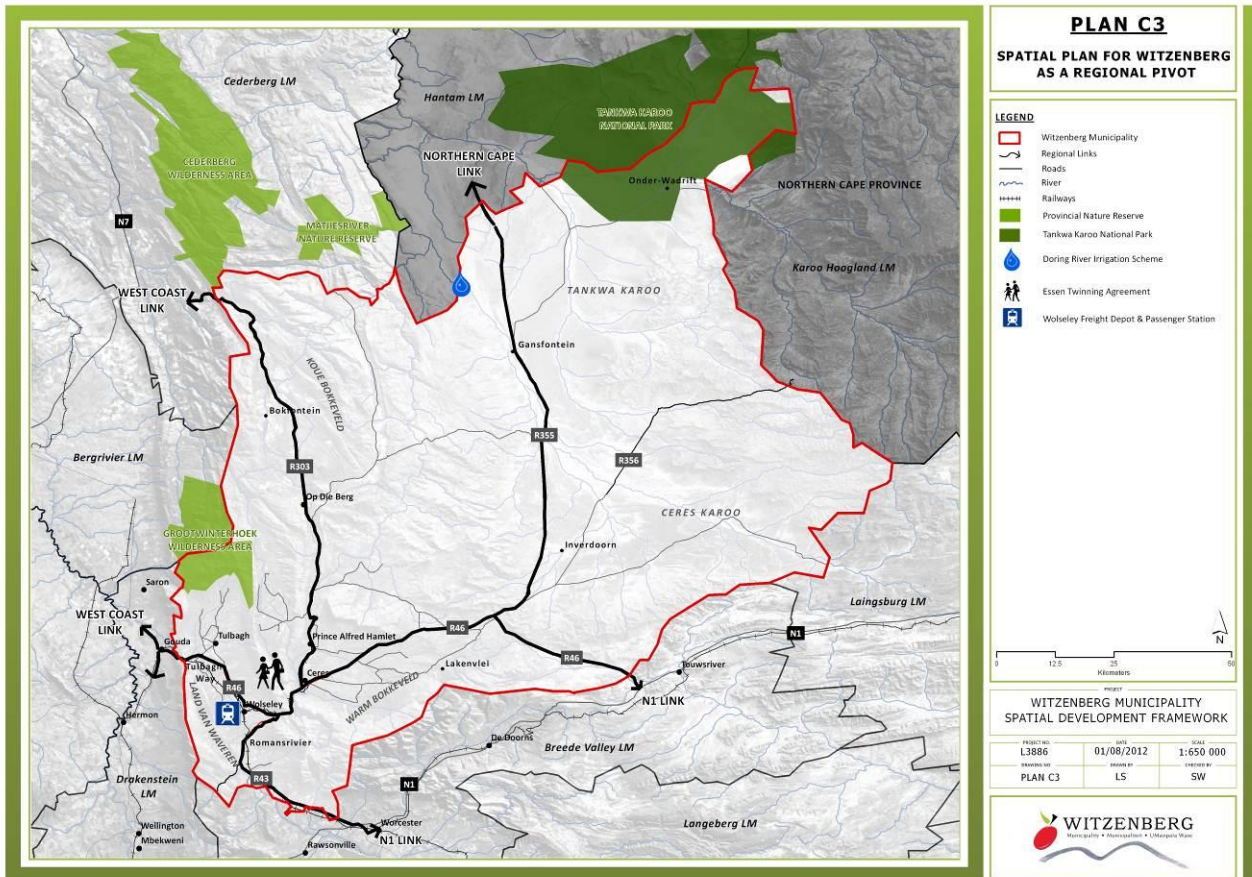 PLAN C3
SPATIAL PLAN FOR WITZENBERG
AS A REGIONAL PIVOT
LEGEND
Witzenberg Municipality
Regional Links
Roads
River
Railways
Provincial Nature Reserve
Tankwa Karoo National Park
Doring River Irrigation Scheme
Essen Twinning Agreement
Wolseley Freight Depot & Passenger Station
N
0 12.5 25 50
Kilometers
PROJECT
WITZENBERG MUNICIPALITY
SPATIAL DEVELOPMENT FRAMEWORK
PROJECT NO.
L3886
DATE
01/08/2012
SCALE
1:650 000
DRAWING NO
PLAN C3
DRAWN BY
LS
CHECKED BY
SW
WITZENBERG
Municipality • Munisipaliteit • UMasipala Wase
Cederberg LM
Hantam LM
TANKWA KAROO
NATIONAL PARK
CEDERBERG
WILDERNESS AREA
NORTHERN CAPE
LINK
Onder-Wadrift
NORTHERN CAPE PROVINCE
N7
MATJIESRIVER
NATURE RESERVE
Karoo Hoogland LM
WEST COAST
LINK
TANKWA KAROO
Gansfontein
KOUE BOKKEVELD
Bokfontein
R355
Bergrivier LM
R303
R356
Op Die Berg
CERES KAROO
GROOTWINTERHOEK
WILDERNESS AREA
Inverdoorn
Saron
Laingsburg LM
WEST COAST
LINK
R46
N1
Prince Alfred Hamlet
Tulbagh
Gouda
Tulbagh
Way
R46
Touwsriver
Lakenvlei
Ceres
R46
N1 LINK
Wolseley
WARM BOKKEVELD
LAND VAN WAVEREN
Hermon
Romansrivier
De Doorns
Breede Valley LM
Drakenstein
LM
R43
N1
Worcester
N1 LINK
Langeberg LM
Wellington
Mbekweni
Rawsonville